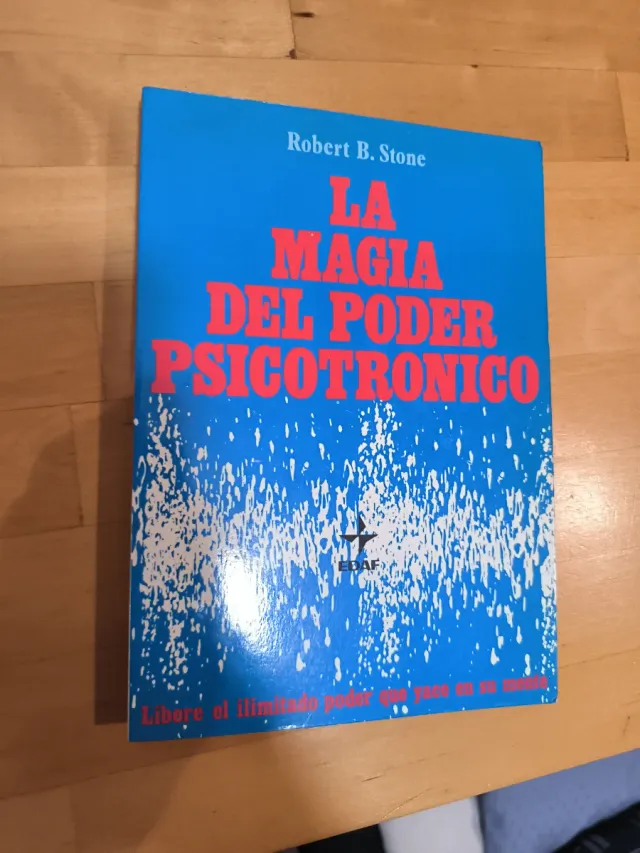 Robert B. Stone
LA
MAGIA
DEL PODER
PSICOTRONICO
EDAF
Libere el ilimitado poder que yace en su mente